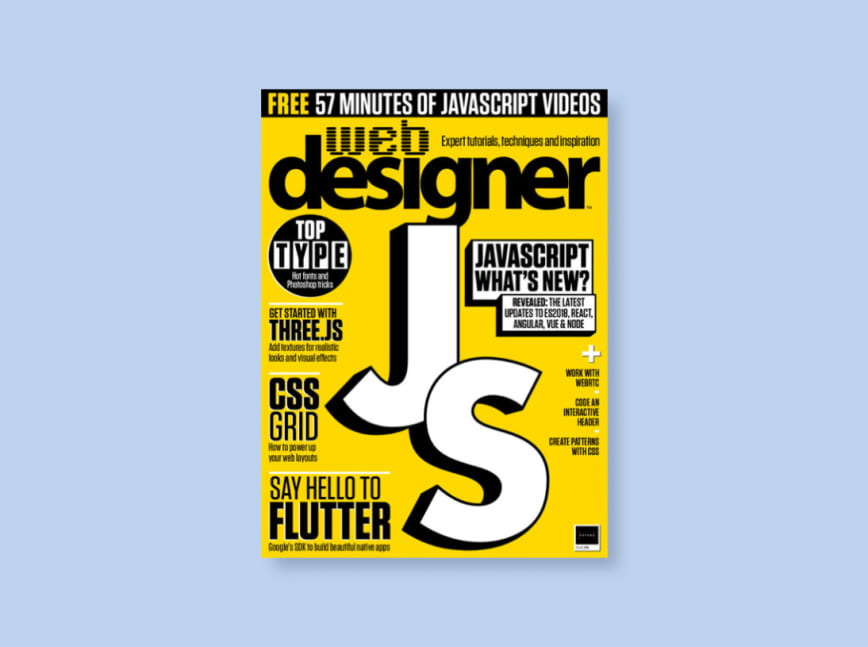 FREE 57 MINUTES OF JAVASCRIPT VIDEOS
web
Expert tutorials, techniques and inspiration
designer
TOP
TYPE
Hot fonts and
Photoshop tricks
JS
JAVASCRIPT
WHAT'S NEW?
REVEALED: THE LATEST
UPDATES TO ES2018, REACT,
ANGULAR, VUE & NODE
GET STARTED WITH
THREE.JS
Add textures for realistic
looks and visual effects
CSS
GRID
How to power up
your web layouts
SAY HELLO TO
FLUTTER
Google's SDK to build beautiful native apps
+
WORK WITH
WEBRTC
CODE AN
INTERACTIVE
HEADER
CREATE PATTERNS
WITH CSS
FUTURE